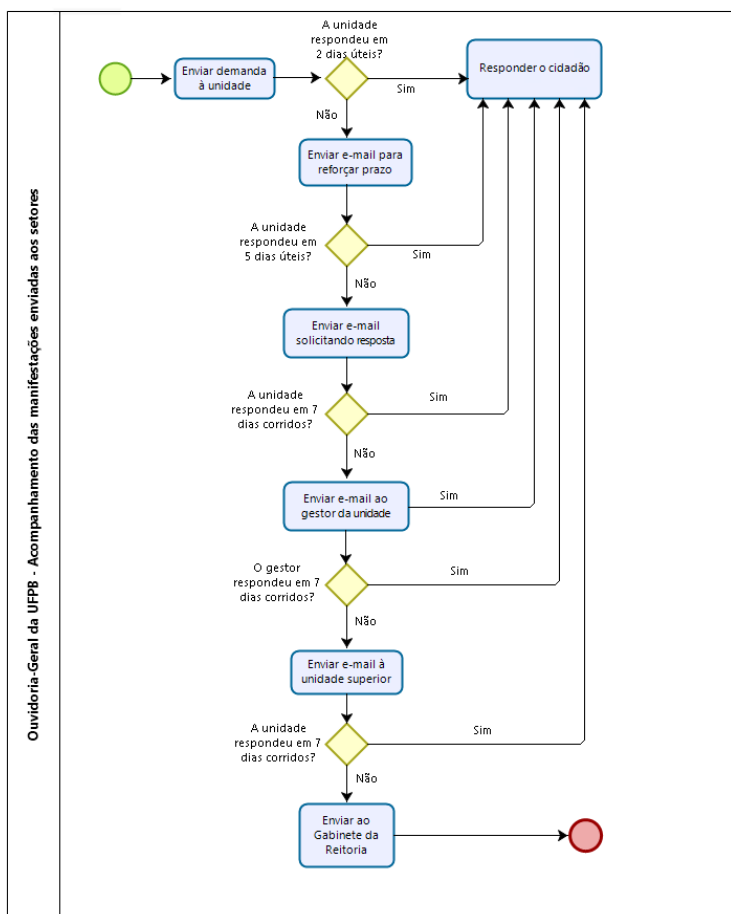 Ouvidoria-Geral da UFPB - Acompanhamento das manifestações enviadas aos setores
A unidade
respondeu em
2 dias úteis?
Enviar demanda
à unidade
Sim
Responder o cidadão
Não
Enviar e-mail para
reforçar prazo
A unidade
respondeu em
5 dias úteis?
Sim
Não
Enviar e-mail
solicitando resposta
A unidade
respondeu em 7
dias corridos?
Sim
Não
Enviar e-mail ao
gestor da unidade
Sim
O gestor
respondeu em 7
dias corridos?
Sim
Não
Enviar e-mail à
unidade superior
A unidade
respondeu em 7
dias corridos?
Sim
Não
Enviar ao
Gabinete da
Reitoria